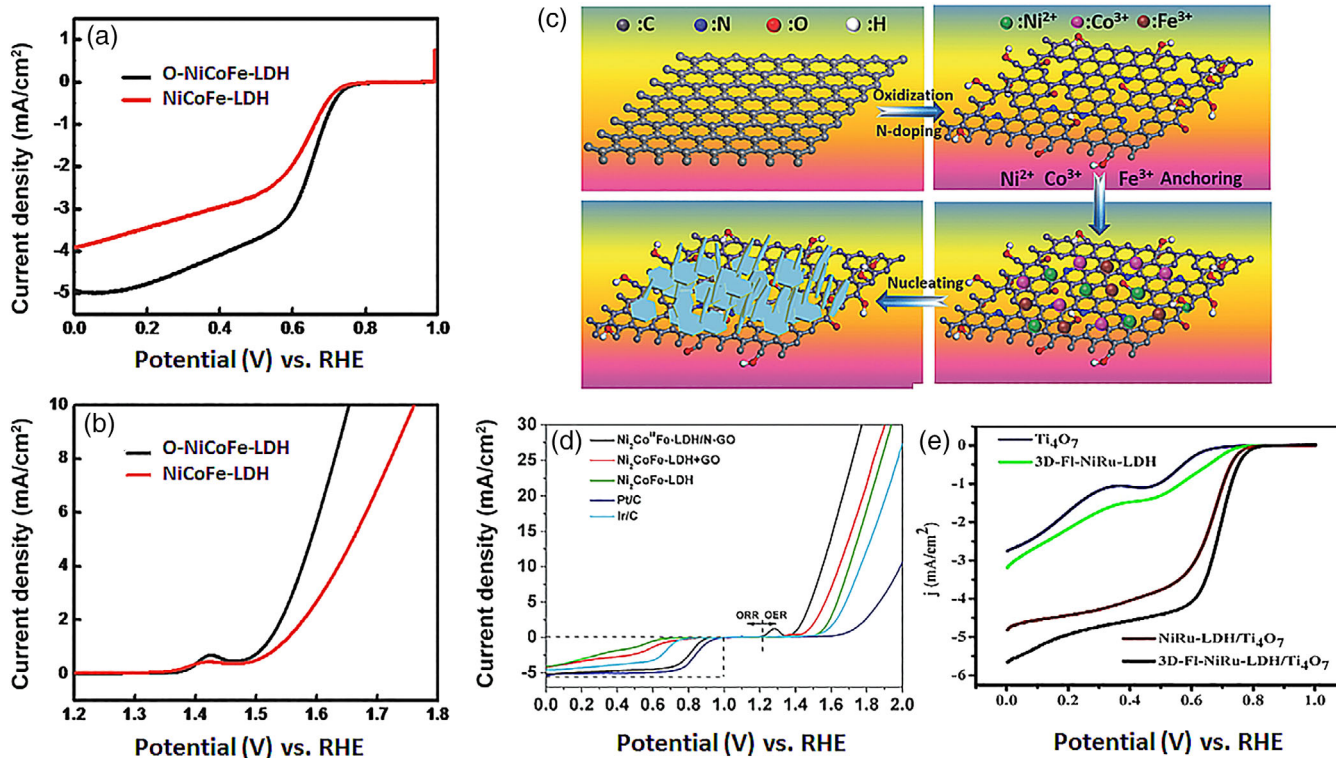 (a)
O-NiCoFe-LDH
NiCoFe-LDH
Current density (mA/cm²)
1
0
-1
-2
-3
-4
-5
0.0 0.2 0.4 0.6 0.8 1.0
Potential (V) vs. RHE
(b)
O-NiCoFe-LDH
NiCoFe-LDH
Current density (mA/cm²)
10
8
6
4
2
0
1.2 1.3 1.4 1.5 1.6 1.7 1.8
Potential (V) vs. RHE
(c)
:C :N :O :H
:Ni²⁺ :Co³⁺ :Fe³⁺
Oxidization
N-doping
Ni²⁺ Co³⁺ Fe³⁺ Anchoring
Nucleating
(d)
Ni₂CoᴵᴵᴵFe-LDH/N-GO
Ni₂CoFe-LDH+GO
Ni₂CoFe-LDH
Pt/C
Ir/C
ORR OER
Current density (mA/cm²)
30
25
20
15
10
5
0
-5
0.0 0.2 0.4 0.6 0.8 1.0 1.2 1.4 1.6 1.8 2.0
Potential (V) vs. RHE
(e)
Ti₄O₇
3D-Fl-NiRu-LDH
NiRu-LDH/Ti₄O₇
3D-Fl-NiRu-LDH/Ti₄O₇
j (mA/cm²)
0
-1
-2
-3
-4
-5
-6
0.0 0.2 0.4 0.6 0.8 1.0
Potential (V) vs. RHE